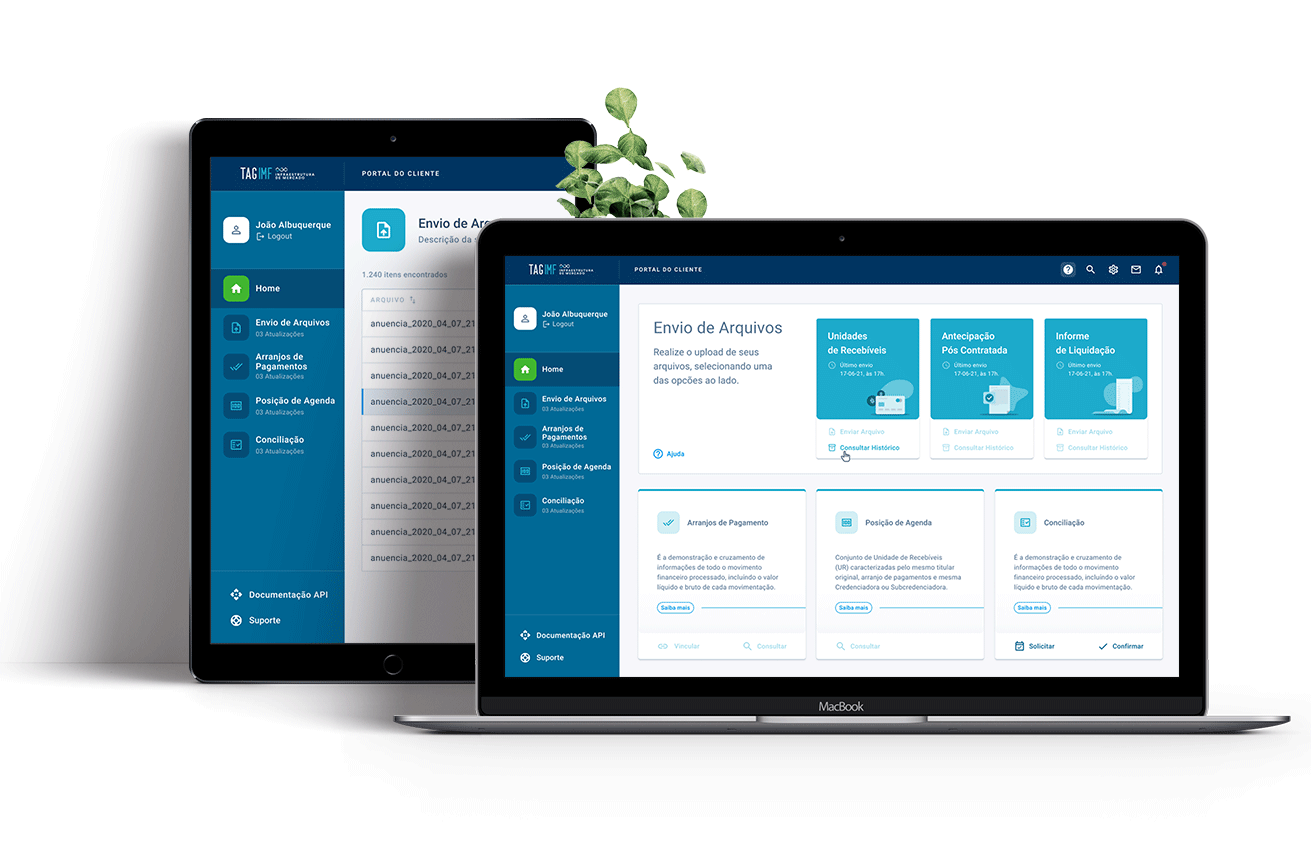 TAG IMF INFRAESTRUTURA
DE MERCADO
PORTAL DO CLIENTE
João Albuquerque
Logout
Home
Envio de Arquivos
03 Atualizações
Arranjos de
Pagamentos
03 Atualizações
Posição de Agenda
03 Atualizações
Conciliação
03 Atualizações
Documentação API
Suporte
Envio de Ar
Descrição da
1.240 itens encontrados
ARQUIVO
anuencia_2020_04_07_21
anuencia_2020_04_07_21
anuencia_2020_04_07_21
anuencia_2020_04_07_21
anuencia_2020_04_07_21
anuencia_2020_04_07_21
anuencia_2020_04_07_21
anuencia_2020_04_07_21
anuencia_2020_04_07_21
anuencia_2020_04_07_21
TAG IMF INFRAESTRUTURA
DE MERCADO
PORTAL DO CLIENTE
João Albuquerque
Logout
Home
Envio de Arquivos
03 Atualizações
Arranjos de
Pagamentos
03 Atualizações
Posição de Agenda
03 Atualizações
Conciliação
03 Atualizações
Documentação API
Suporte
Envio de Arquivos
Realize o upload de seus
arquivos, selecionando uma
das opcões ao lado.
Ajuda
Unidades
de Recebíveis
Último envio
17-06-21, às 17h.
Enviar Arquivo
Consultar Histórico
Antecipação
Pós Contratada
Último envio
17-06-21, às 17h.
Enviar Arquivo
Consultar Histórico
Informe
de Liquidação
Último envio
17-06-21, às 17h.
Enviar Arquivo
Consultar Histórico
Arranjos de Pagamento
É a demonstração e cruzamento de
informações de todo o movimento
financeiro processado, incluindo o valor
líquido e bruto de cada movimentação.
Saiba mais
Vincular
Consultar
Posição de Agenda
Conjunto de Unidade de Recebíveis
(UR) caracterizadas pelo mesmo titular
original, arranjo de pagamentos e mesma
Credenciadora ou Subcredenciadora.
Saiba mais
Consultar
Conciliação
É a demonstração e cruzamento de
informações de todo o movimento
financeiro processado, incluindo o valor
líquido e bruto de cada movimentação.
Saiba mais
Solicitar
Confirmar
MacBook